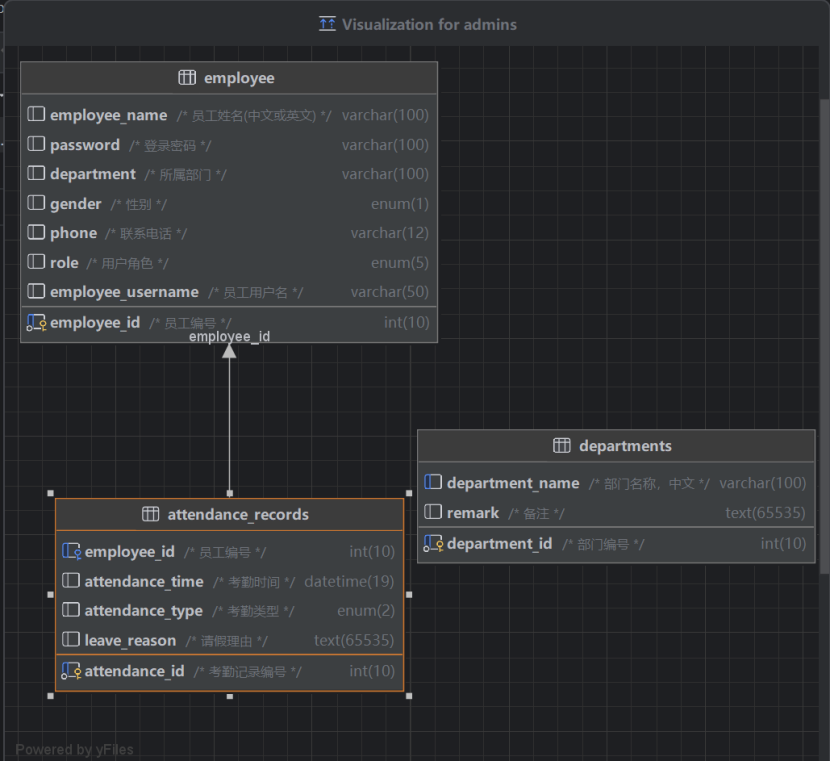 Visualization for admins
employee
employee_name /* 员工姓名(中文或英文) */ varchar(100)
password /* 登录密码 */ varchar(100)
department /* 所属部门 */ varchar(100)
gender /* 性别 */ enum(1)
phone /* 联系电话 */ varchar(12)
role /* 用户角色 */ enum(5)
employee_username /* 员工用户名 */ varchar(50)
employee_id /* 员工编号 */ int(10)
employee_id
departments
department_name /* 部门名称，中文 */ varchar(100)
remark /* 备注 */ text(65535)
department_id /* 部门编号 */ int(10)
attendance_records
employee_id /* 员工编号 */ int(10)
attendance_time /* 考勤时间 */ datetime(19)
attendance_type /* 考勤类型 */ enum(2)
leave_reason /* 请假理由 */ text(65535)
attendance_id /* 考勤记录编号 */ int(10)
Powered by yFiles